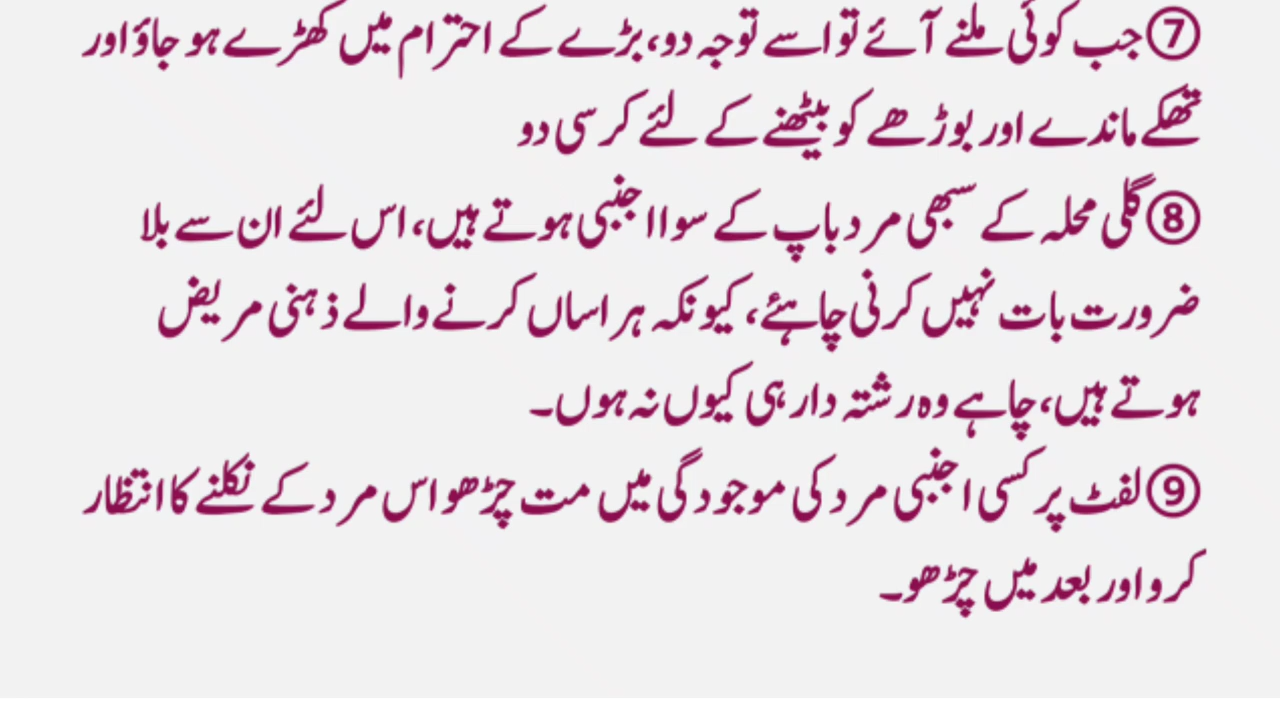 ⑦جب کوئی ملنے آئے تو اسے توجہ دو، بڑے کے احترام میں کھڑے ہو جاؤ اور
تھکے ماندے اور بوڑھے کو بیٹھنے کے لئے کرسی دو
⑧گلی محلہ کے سبھی مرد باپ کے سوا اجنبی ہوتے ہیں، اس لئے ان سے بلا
ضرورت بات نہیں کرنی چاہئے، کیونکہ ہراساں کرنے والے ذہنی مریض
ہوتے ہیں، چاہے وہ رشتہ دار ہی کیوں نہ ہوں۔
⑨لفٹ پر کسی اجنبی مرد کی موجودگی میں مت چڑھو اس مرد کے نکلنے کا انتظار
کرو اور بعد میں چڑھو۔